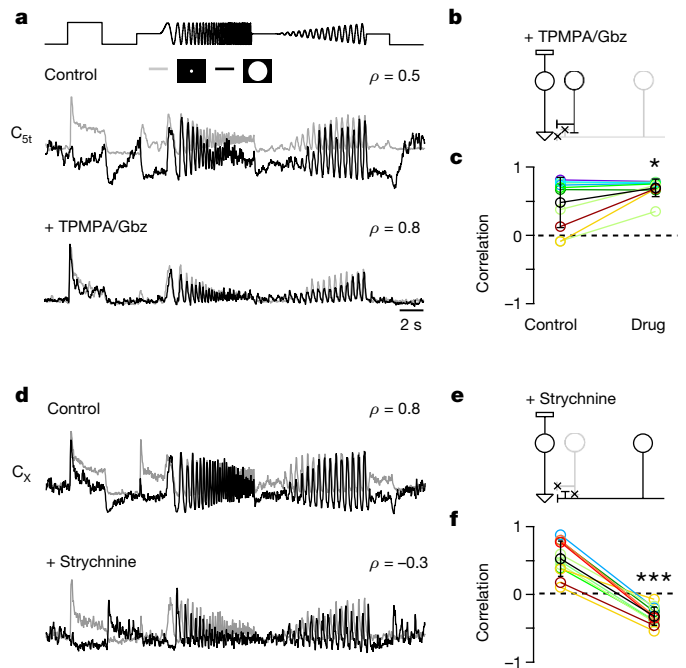 a
Control
ρ = 0.5
C5t
+ TPMPA/Gbz
ρ = 0.8
2 s
b
+ TPMPA/Gbz
c
*
1
0
−1
Correlation
Control Drug
d
Control
ρ = 0.8
CX
+ Strychnine
ρ = −0.3
e
+ Strychnine
f
***
1
0
−1
Correlation